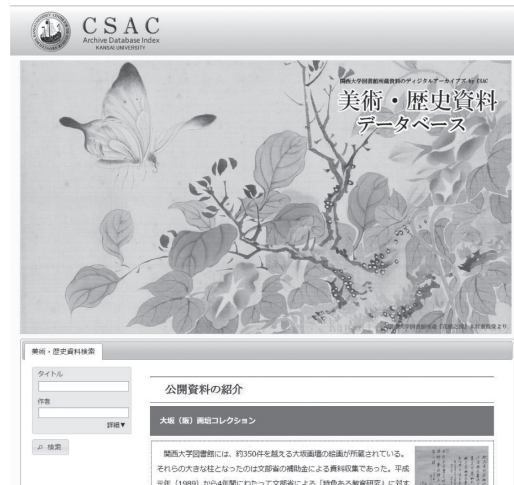 CSAC
Archive Database Index
KANSAI UNIVERSITY
関西大学図書館所蔵資料のディジタルアーカイブズ by CSAC
美術・歴史資料
データベース
美術・歴史資料検索
タイトル
作者
詳細▼
検索
公開資料の紹介
大坂（阪）画壇コレクション
関西大学図書館には、約350件を越える大坂画壇の絵画が所蔵されている。
それらの大きな柱となったのは文部省の補助金による資料収集であった。平成
元年（1989）から4年間にわたって文部省による「特色ある教育研究」に対す